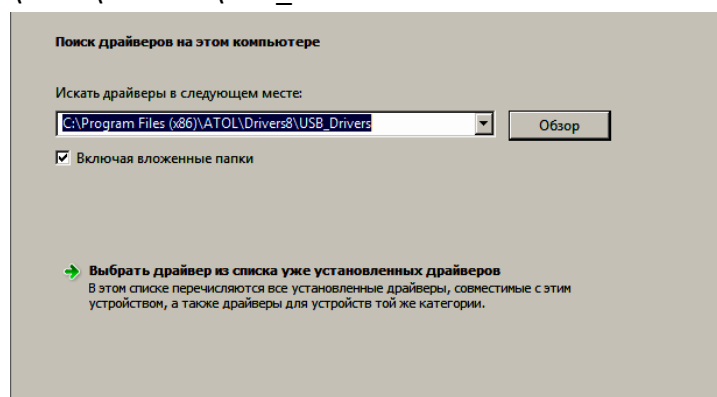 Поиск драйверов на этом компьютере
Искать драйверы в следующем месте:
C:\Program Files (x86)\ATOL\Drivers8\USB_Drivers
Обзор
Включая вложенные папки
Выбрать драйвер из списка уже установленных драйверов
В этом списке перечисляются все установленные драйверы, совместимые с этим
устройством, а также драйверы для устройств той же категории.